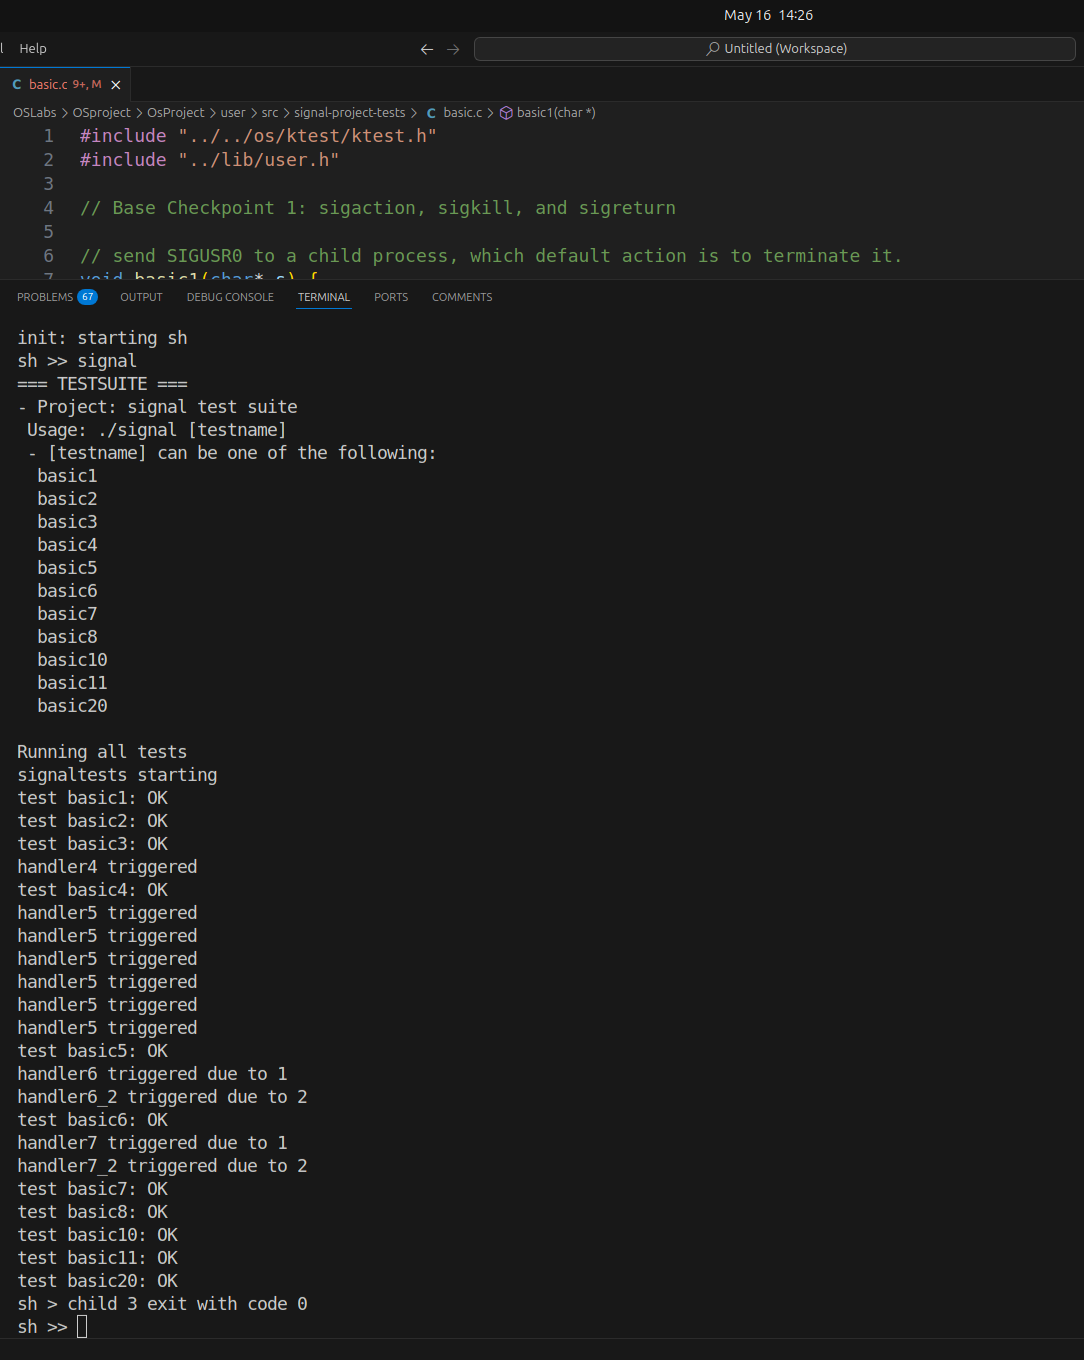 May 16 14:26
l Help
Untitled (Workspace)
C basic.c 9+, M
OSLabs > OSproject > OsProject > user > src > signal-project-tests > C basic.c > basic1(char *)
1 #include "../../os/ktest/ktest.h"
2 #include "../lib/user.h"
3
4 // Base Checkpoint 1: sigaction, sigkill, and sigreturn
5
6 // send SIGUSR0 to a child process, which default action is to terminate it.
7 void basic1(char* s) {
PROBLEMS 67 OUTPUT DEBUG CONSOLE TERMINAL PORTS COMMENTS
init: starting sh
sh >> signal
=== TESTSUITE ===
- Project: signal test suite
Usage: ./signal [testname]
- [testname] can be one of the following:
basic1
basic2
basic3
basic4
basic5
basic6
basic7
basic8
basic10
basic11
basic20
Running all tests
signaltests starting
test basic1: OK
test basic2: OK
test basic3: OK
handler4 triggered
test basic4: OK
handler5 triggered
handler5 triggered
handler5 triggered
handler5 triggered
handler5 triggered
handler5 triggered
test basic5: OK
handler6 triggered due to 1
handler6_2 triggered due to 2
test basic6: OK
handler7 triggered due to 1
handler7_2 triggered due to 2
test basic7: OK
test basic8: OK
test basic10: OK
test basic11: OK
test basic20: OK
sh > child 3 exit with code 0
sh >>